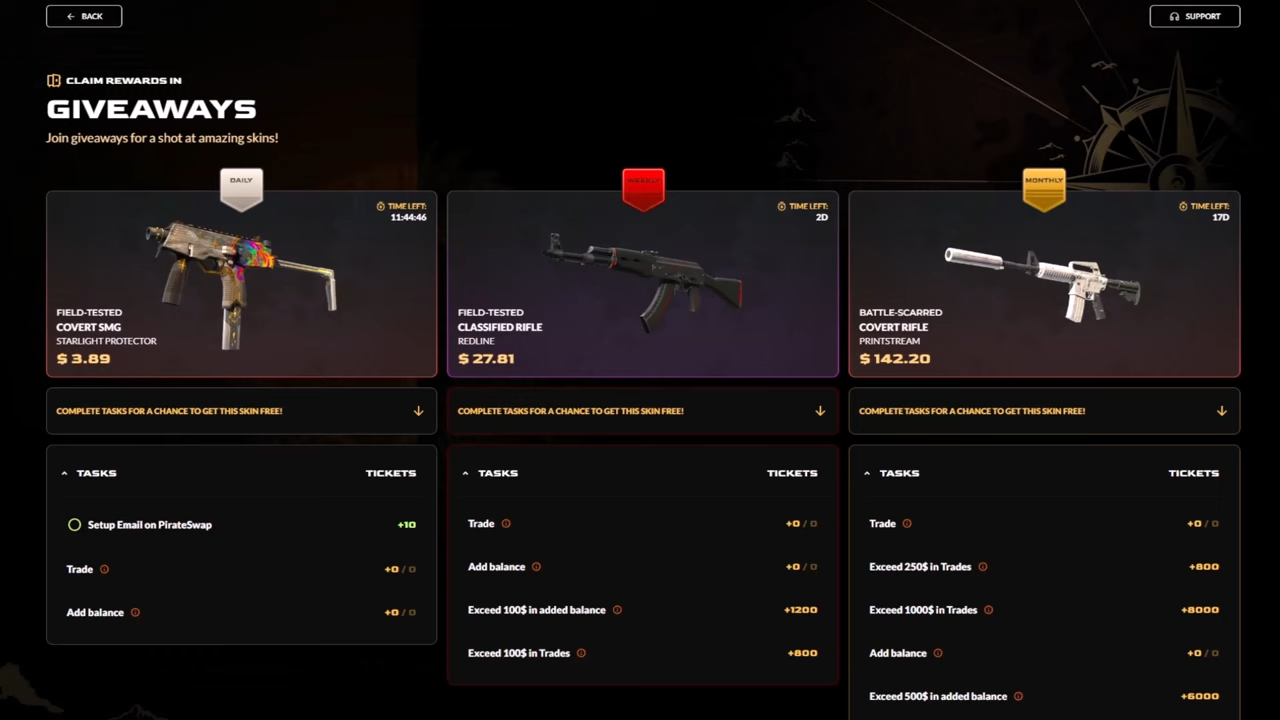 BACK
SUPPORT
CLAIM REWARDS IN
GIVEAWAYS
Join giveaways for a shot at amazing skins!
DAILY
TIME LEFT:
11:44:46
FIELD-TESTED
COVERT SMG
STARLIGHT PROTECTOR
$ 3.89
WEEKLY
TIME LEFT:
2D
FIELD-TESTED
CLASSIFIED RIFLE
REDLINE
$ 27.81
MONTHLY
TIME LEFT:
17D
BATTLE-SCARRED
COVERT RIFLE
PRINTSTREAM
$ 142.20
COMPLETE TASKS FOR A CHANCE TO GET THIS SKIN FREE!
COMPLETE TASKS FOR A CHANCE TO GET THIS SKIN FREE!
COMPLETE TASKS FOR A CHANCE TO GET THIS SKIN FREE!
TASKS TICKETS
Setup Email on PirateSwap +10
Trade +0 / 0
Add balance +0 / 0
TASKS TICKETS
Trade +0 / 0
Add balance +0 / 0
Exceed 100$ in added balance +1200
Exceed 100$ in Trades +800
TASKS TICKETS
Trade +0 / 0
Exceed 250$ in Trades +800
Exceed 1000$ in Trades +8000
Add balance +0 / 0
Exceed 500$ in added balance +6000